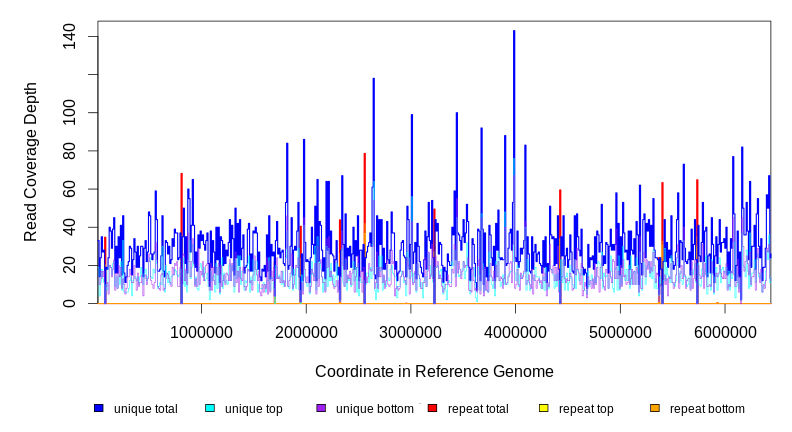 Read Coverage Depth
140
100
80
60
40
20
0
1000000 2000000 3000000 4000000 5000000 6000000
Coordinate in Reference Genome
unique total unique top unique bottom repeat total repeat top repeat bottom